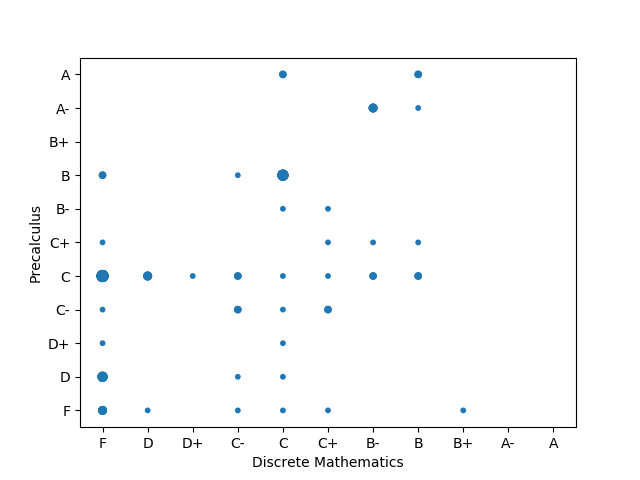 A
A-
B+
B
B-
C+
C
C-
D+
D
F
Precalculus
F D D+ C- C C+ B- B B+ A- A
Discrete Mathematics